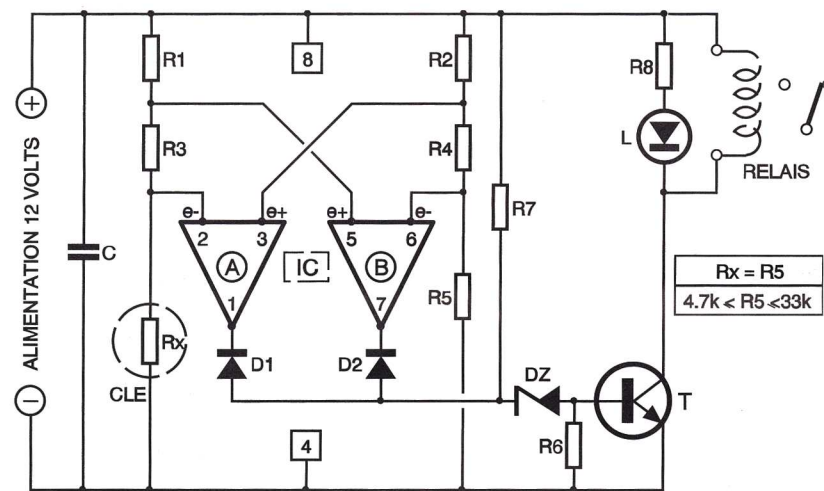 R1
8
R2
R8
+
R3
R4
L
RELAIS
ALIMENTATION 12 VOLTS
e-
e+
e+
e-
R7
2
3
5
6
C
A
IC
B
Rx = R5
4.7k < R5 ≤33k
1
7
R5
Rx
D1
D2
DZ
CLE
T
−
4
R6